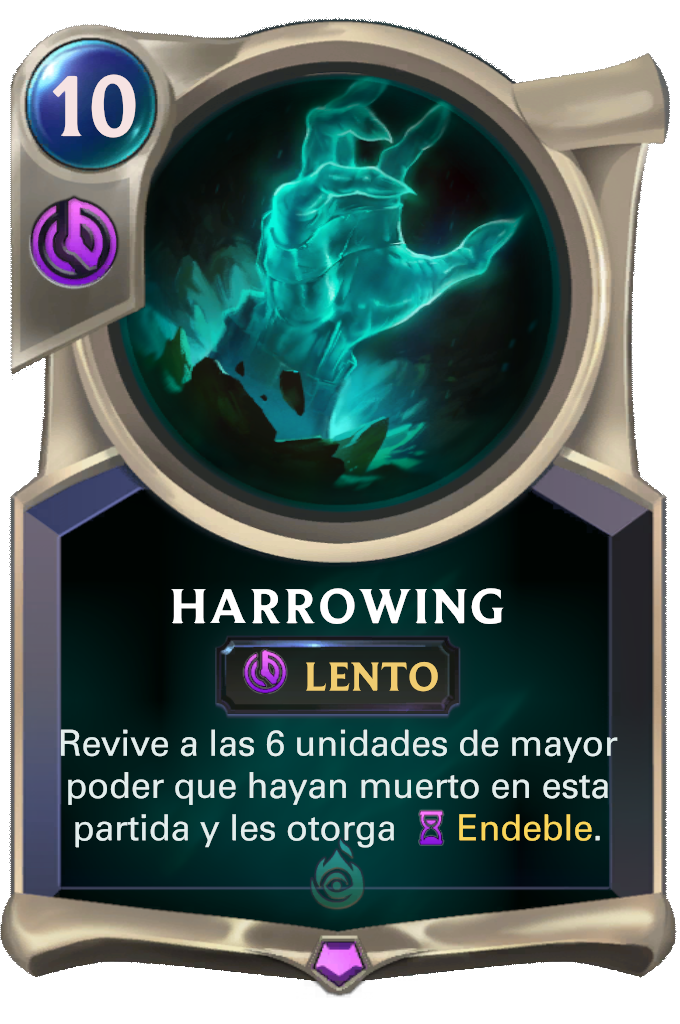 10
HARROWING
LENTO
Revive a las 6 unidades de mayor
poder que hayan muerto en esta
partida y les otorga Endeble.